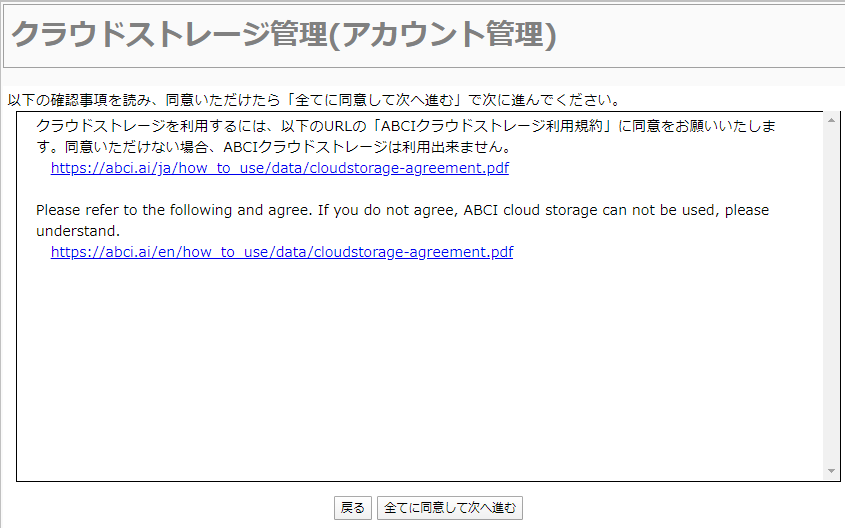 クラウドストレージ管理(アカウント管理)
以下の確認事項を読み、同意いただけたら「全てに同意して次へ進む」で次に進んでください。
クラウドストレージを利用するには、以下のURLの「ABCIクラウドストレージ利用規約」に同意をお願いいたしま
す。同意いただけない場合、ABCIクラウドストレージは利用出来ません。
https://abci.ai/ja/how_to_use/data/cloudstorage-agreement.pdf
Please refer to the following and agree. If you do not agree, ABCI cloud storage can not be used, please
understand.
https://abci.ai/en/how_to_use/data/cloudstorage-agreement.pdf
戻る 全てに同意して次へ進む